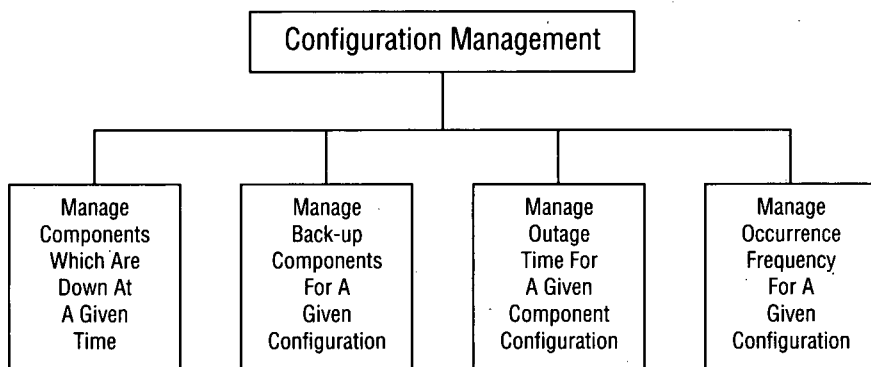 Configuration Management
Manage
Components
Which Are
Down At
A Given
Time
Manage
Back-up
Components
For A
Given
Configuration
Manage
Outage
Time For
A Given
Component
Configuration
Manage
Occurrence
Frequency
For A
Given
Configuration